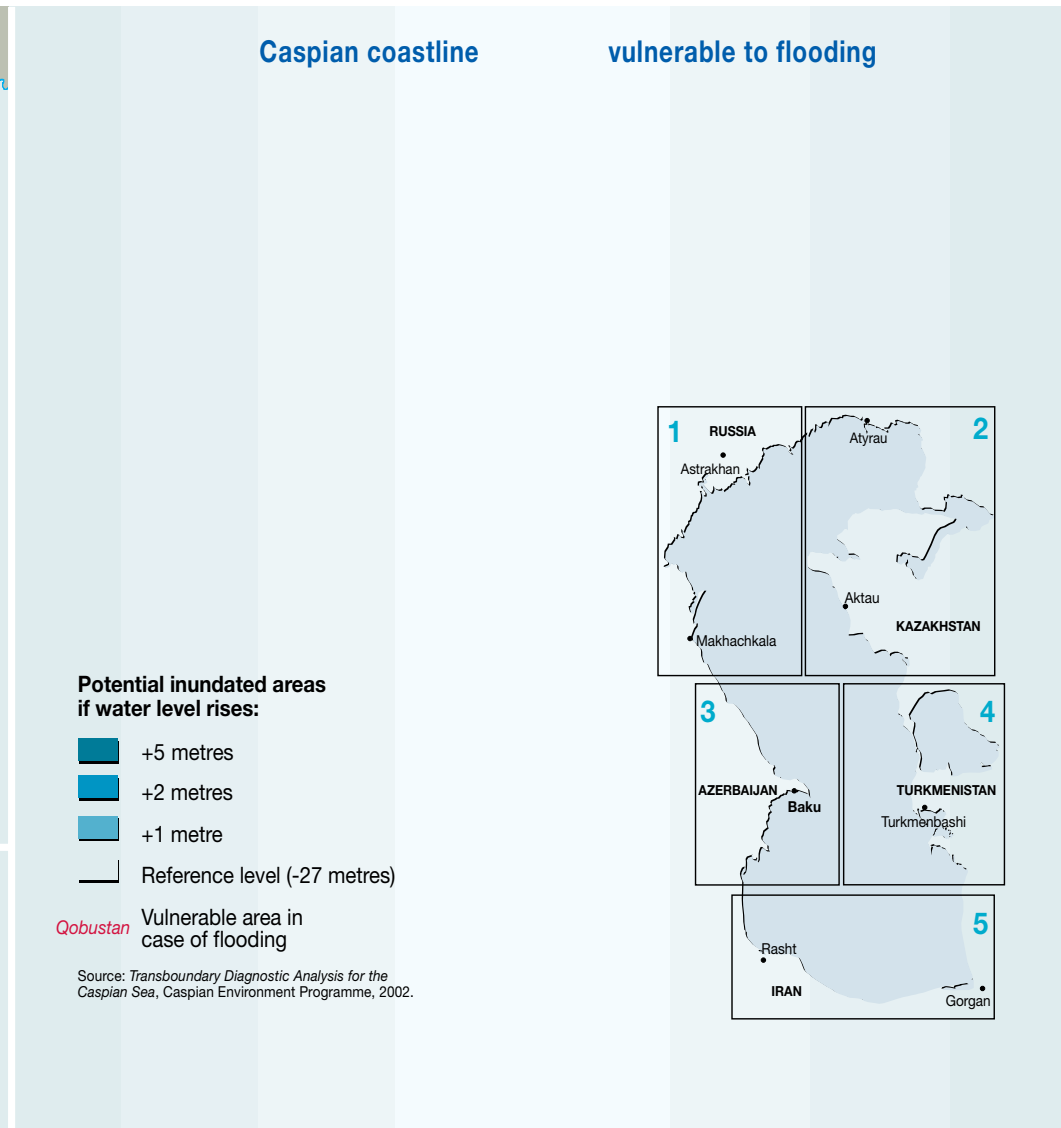 Caspian coastline vulnerable to flooding
1
RUSSIA
Astrakhan
Makhachkala
2
Atyrau
Aktau
KAZAKHSTAN
3
AZERBAIJAN
Baku
4
TURKMENISTAN
Turkmenbashi
5
Rasht
IRAN
Gorgan
Potential inundated areas
if water level rises:
+5 metres
+2 metres
+1 metre
Reference level (-27 metres)
Qobustan Vulnerable area in
case of flooding
Source: Transboundary Diagnostic Analysis for the
Caspian Sea, Caspian Environment Programme, 2002.